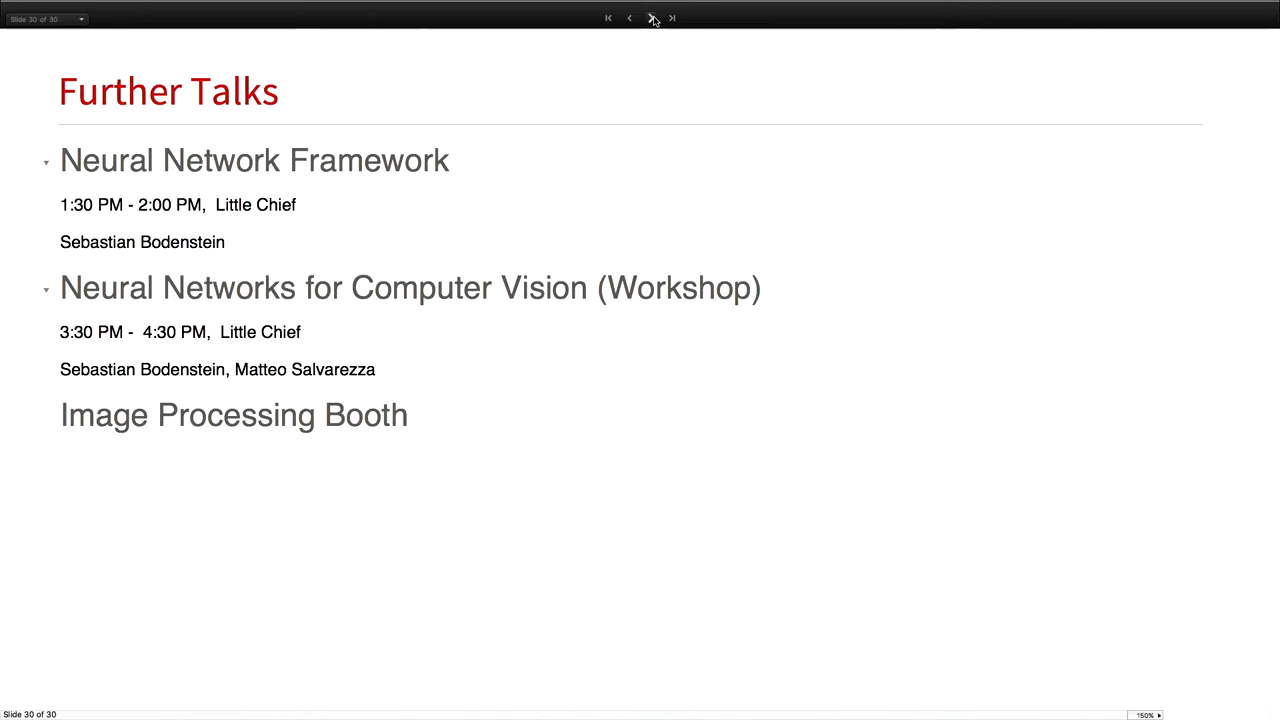 Slide 30 of 30
Further Talks
Neural Network Framework
1:30 PM - 2:00 PM, Little Chief
Sebastian Bodenstein
Neural Networks for Computer Vision (Workshop)
3:30 PM - 4:30 PM, Little Chief
Sebastian Bodenstein, Matteo Salvarezza
Image Processing Booth
Slide 30 of 30
150%